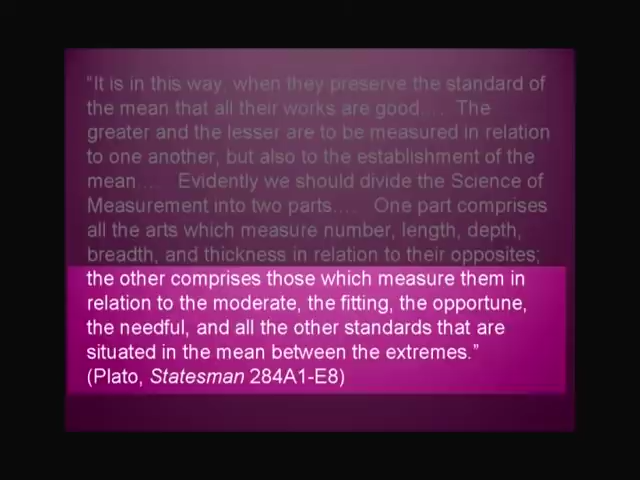 “It is in this way, when they preserve the standard of
the mean that all their works are good.... The
greater and the lesser are to be measured in relation
to one another, but also to the establishment of the
mean.... Evidently we should divide the Science of
Measurement into two parts.... One part comprises
all the arts which measure number, length, depth,
breadth, and thickness in relation to their opposites;
the other comprises those which measure them in
relation to the moderate, the fitting, the opportune,
the needful, and all the other standards that are
situated in the mean between the extremes.”
(Plato, Statesman 284A1-E8)